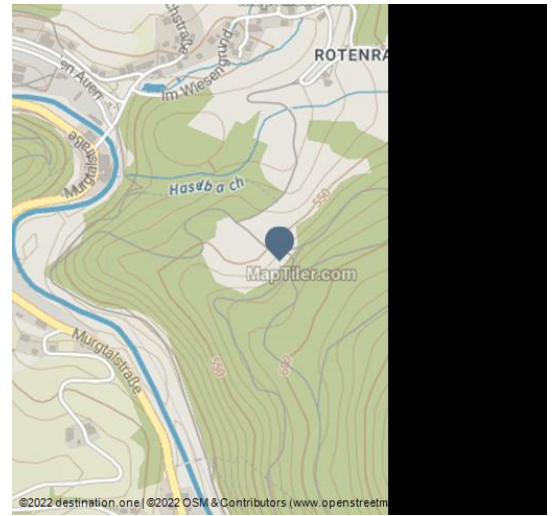 Im Wiesengrund
ROTENRA
en Auen
Murgtalstraße
Haselbach
550
MapTiler.com
Murgtalstraße
550
600
©2022 destination.one | ©2022 OSM & Contributors (www.openstreetm